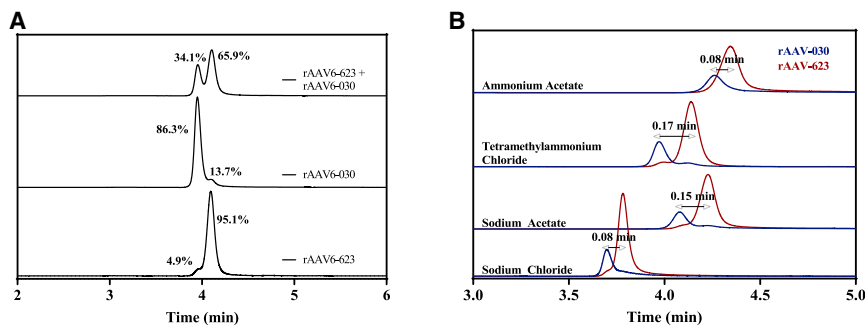 A
34.1%
65.9%
rAAV6-623 +
rAAV6-030
86.3%
13.7%
rAAV6-030
95.1%
4.9%
rAAV6-623
2
3
4
5
6
Time (min)
B
rAAV-030
rAAV-623
0.08 min
Ammonium Acetate
0.17 min
Tetramethylammonium
Chloride
0.15 min
Sodium Acetate
0.08 min
Sodium Chloride
3.0
3.5
4.0
4.5
5.0
Time (min)